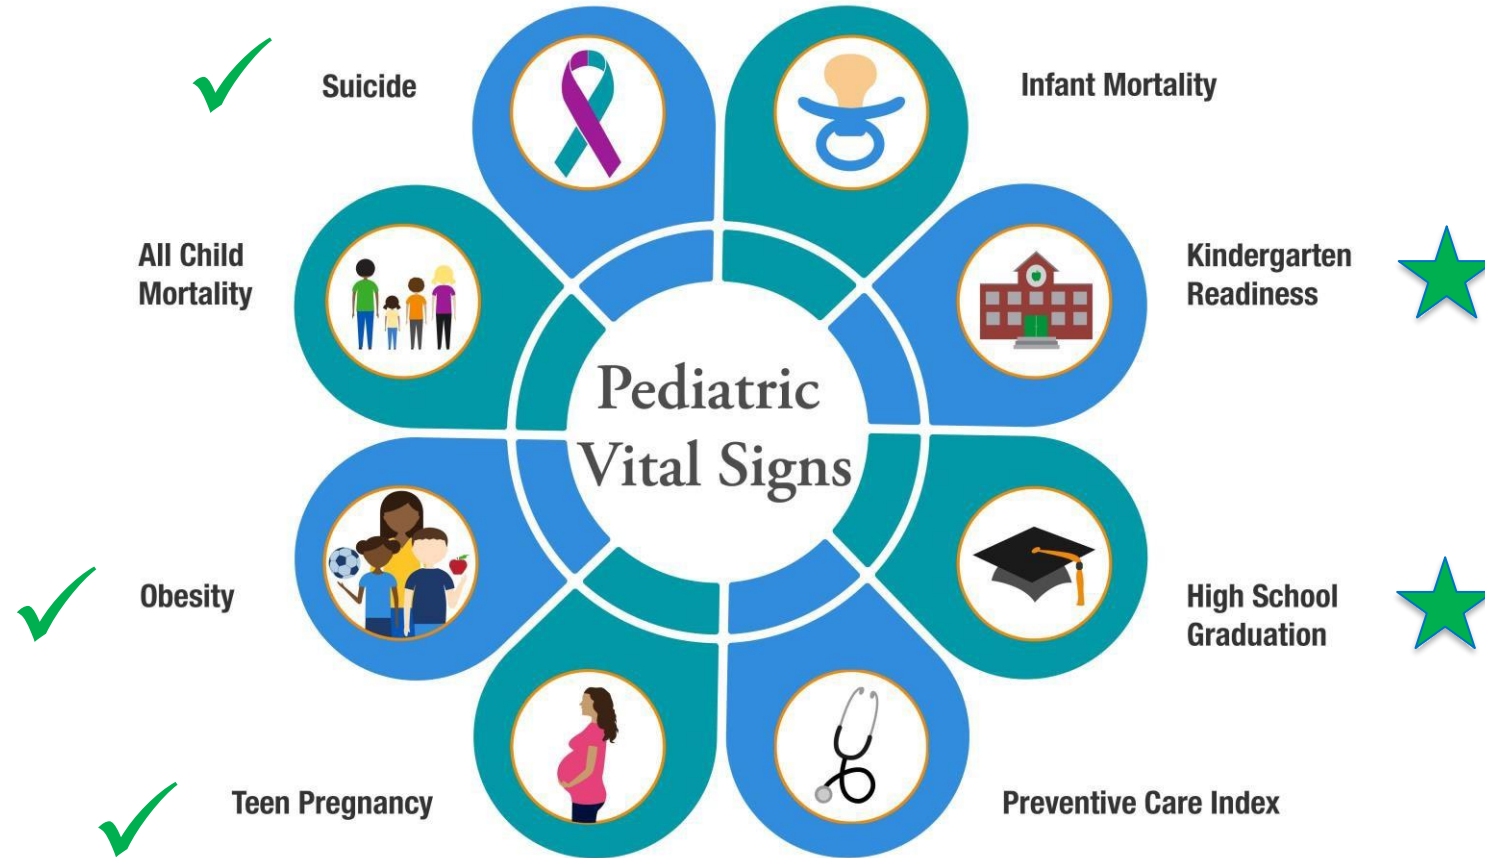 Suicide
Infant Mortality
All Child
Mortality
Kindergarten
Readiness
Pediatric
Vital Signs
Obesity
High School
Graduation
Teen Pregnancy
Preventive Care Index